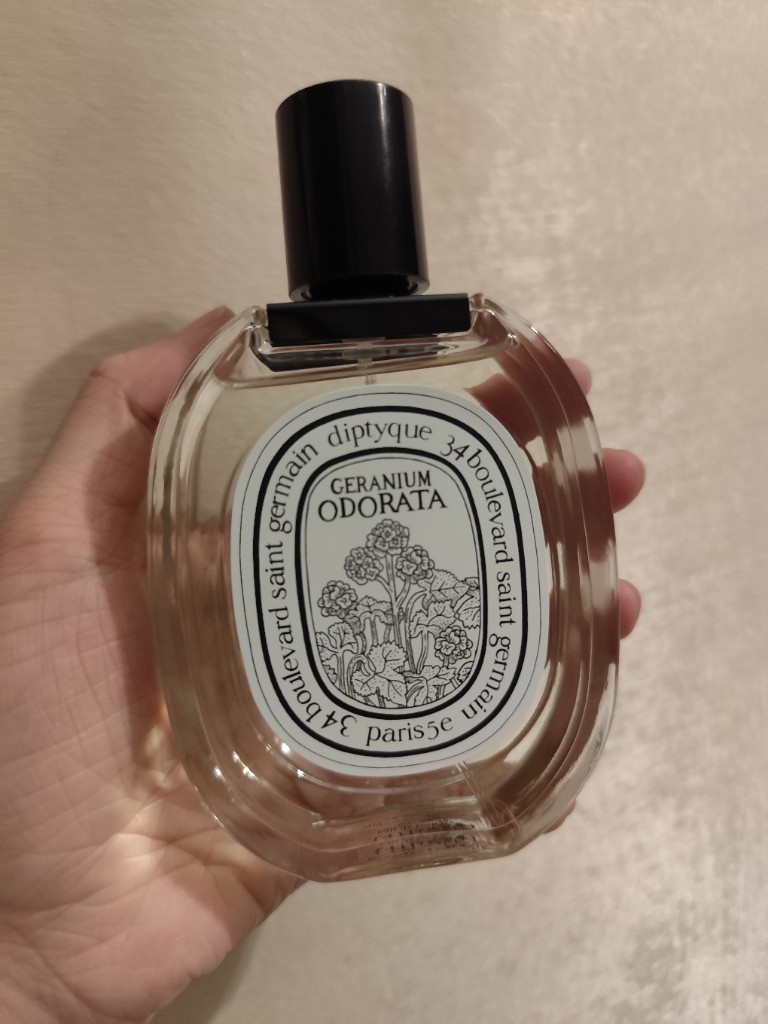 diptyque 34 boulevard saint germain paris 5e 34 boulevard saint germain
GERANIUM
ODORATA